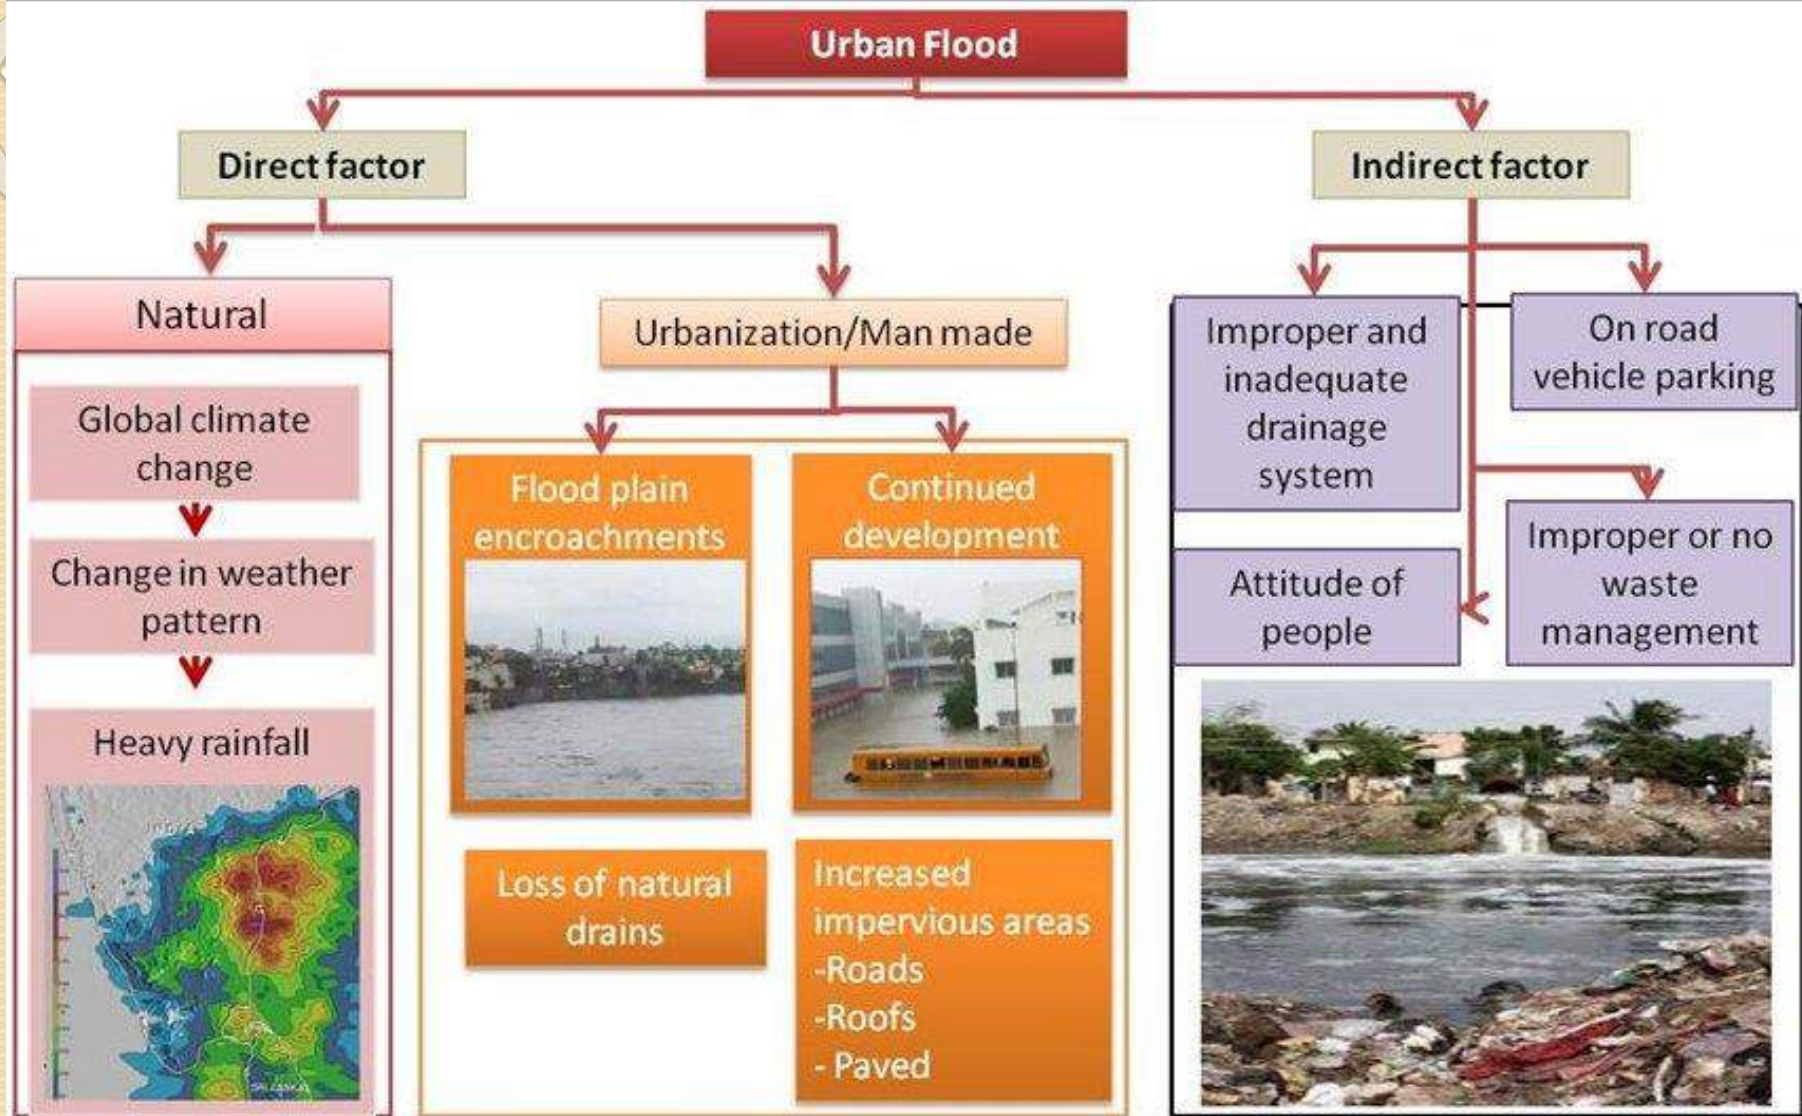 Urban Flood
Direct factor
Indirect factor
Natural
Global climate
change
Change in weather
pattern
Heavy rainfall
Urbanization/Man made
Flood plain
encroachments
Continued
development
Loss of natural
drains
Increased
impervious areas
-Roads
-Roofs
- Paved
Improper and
inadequate
drainage
system
On road
vehicle parking
Attitude of
people
Improper or no
waste
management